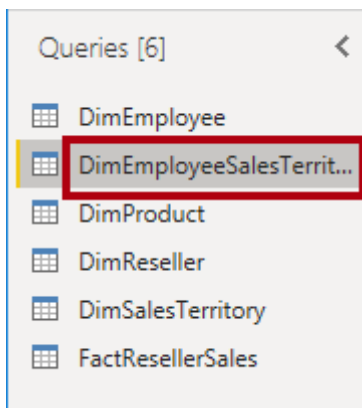 Queries [6]
DimEmployee
DimEmployeeSalesTerrit...
DimProduct
DimReseller
DimSalesTerritory
FactResellerSales